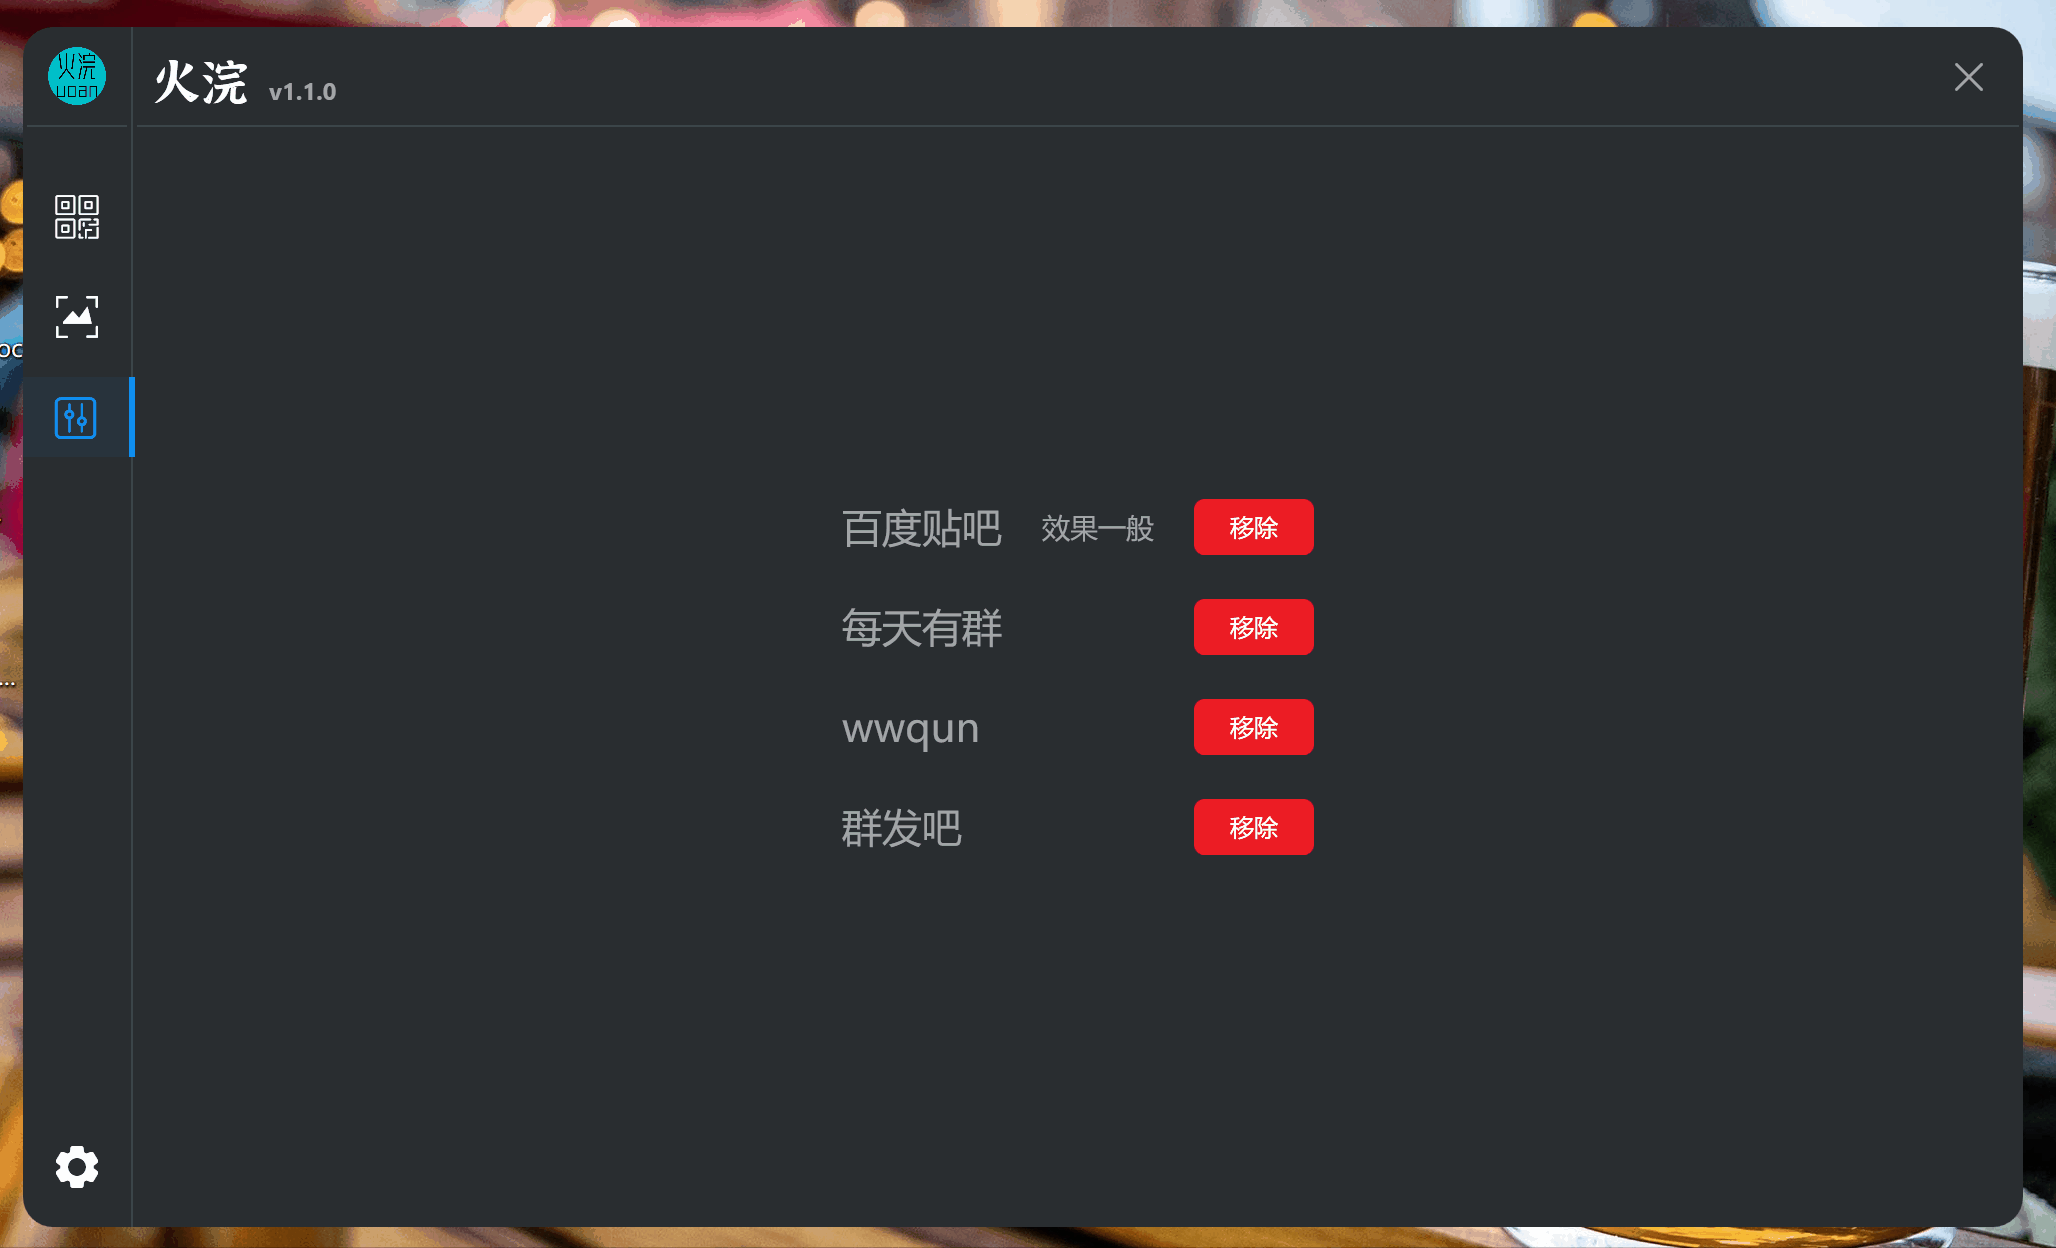 火浣
uoan
火浣 v1.1.0
百度贴吧 效果一般 移除
每天有群 移除
wwqun 移除
群发吧 移除
...